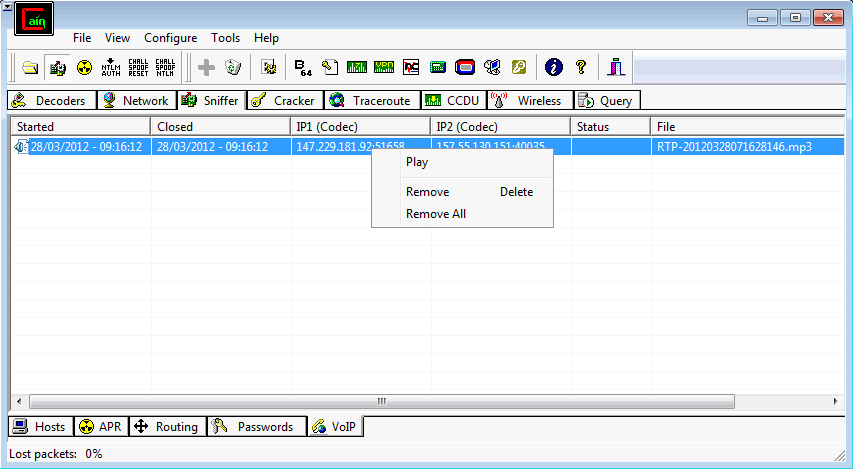 Cain
File View Configure Tools Help
NTLM AUTH CHALL SPOOF RESET CHALL SPOOF NTLM B64
Decoders Network Sniffer Cracker Traceroute CCDU Wireless Query
Started Closed IP1 (Codec) IP2 (Codec) Status File
28/03/2012 - 09:16:12 28/03/2012 - 09:16:12 147.229.181.92:51658 157.55.130.151:40035 RTP-20120328071628146.mp3
Play
Remove Delete
Remove All
Hosts APR Routing Passwords VoIP
Lost packets: 0%